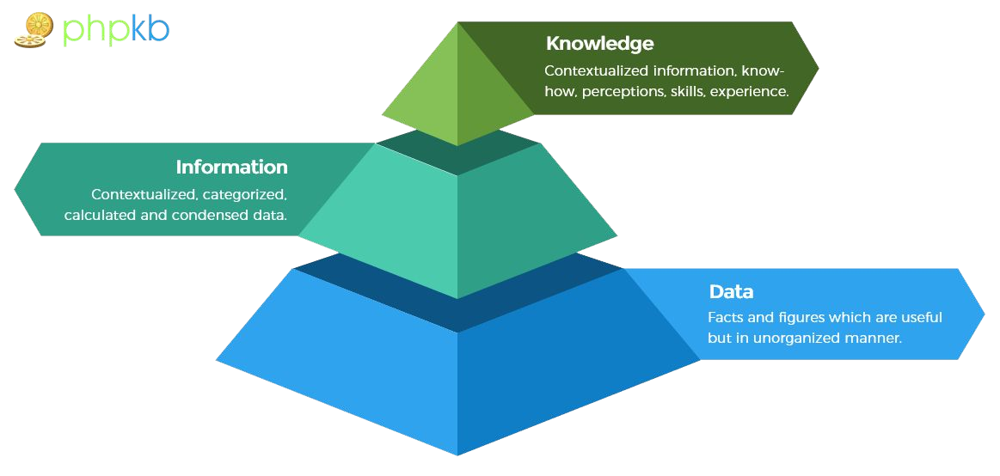 phpkb
Knowledge
Contextualized information, know-
how, perceptions, skills, experience.
Information
Contextualized, categorized,
calculated and condensed data.
Data
Facts and figures which are useful
but in unorganized manner.